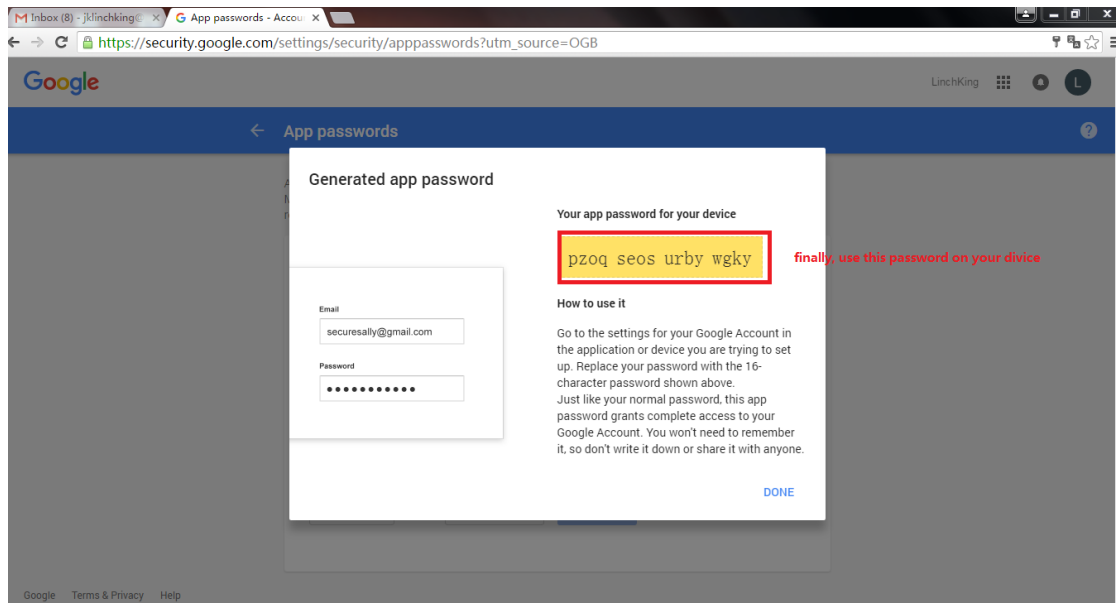 Inbox (8) - jklinchking@
App passwords - Accou
https://security.google.com/settings/security/apppasswords?utm_source=OGB
Google
LinchKing
L
App passwords
Generated app password
Your app password for your device
pzoq seos urby wgky
finally, use this password on your divice
Email
securesally@gmail.com
Password
How to use it
Go to the settings for your Google Account in
the application or device you are trying to set
up. Replace your password with the 16-
character password shown above.
Just like your normal password, this app
password grants complete access to your
Google Account. You won't need to remember
it, so don't write it down or share it with anyone.
DONE
Google Terms & Privacy Help